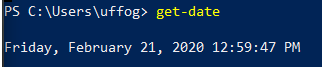 PS C:\Users\uffog> get-date
Friday, February 21, 2020 12:59:47 PM